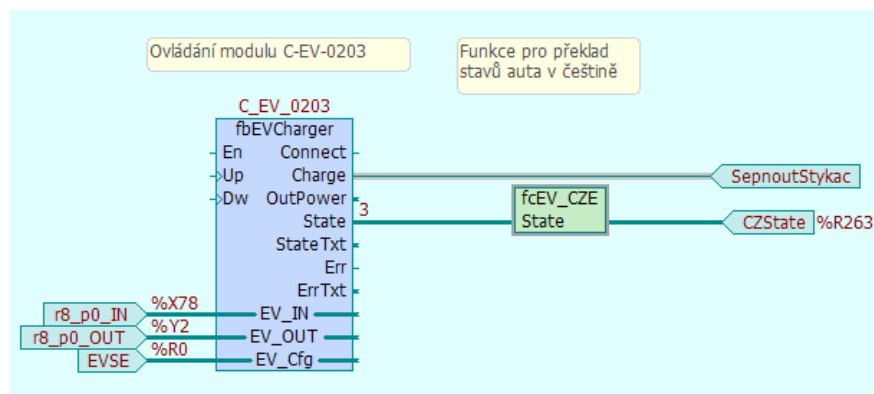 Ovládání modulu C-EV-0203
Funkce pro překlad
stavů auta v češtině
C_EV_0203
fbEVCharger
En Connect
Up Charge
SepnoutStykac
Dw OutPower
fcEV_CZE
State
3
State
CZState %R263
StateTxt
Err
ErrTxt
r8_p0_IN %X78 EV_IN
r8_p0_OUT %Y2 EV_OUT
EVSE %R0 EV_Cfg